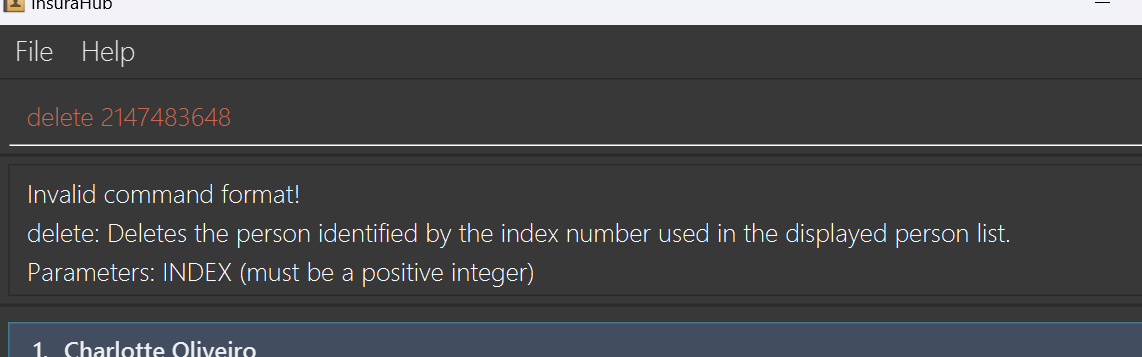 InsuraHub
File Help
delete 2147483648
Invalid command format!
delete: Deletes the person identified by the index number used in the displayed person list.
Parameters: INDEX (must be a positive integer)
1. Charlotte Oliveiro